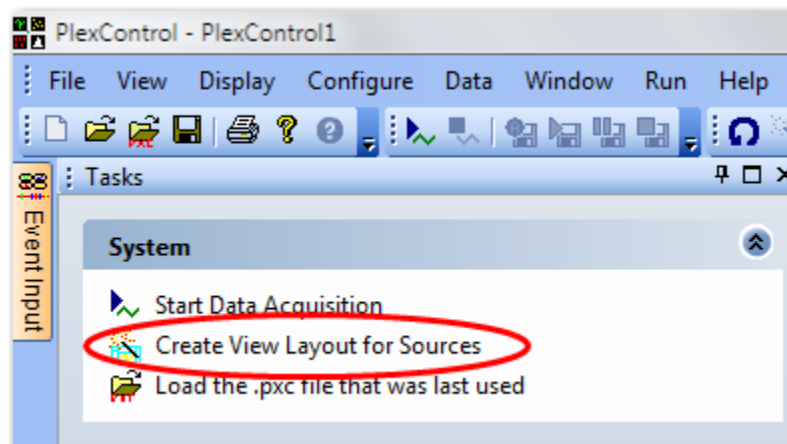 PlexControl - PlexControl1
File View Display Configure Data Window Run Help
PXC
Tasks
Event Input
System
Start Data Acquisition
Create View Layout for Sources
Load the .pxc file that was last used